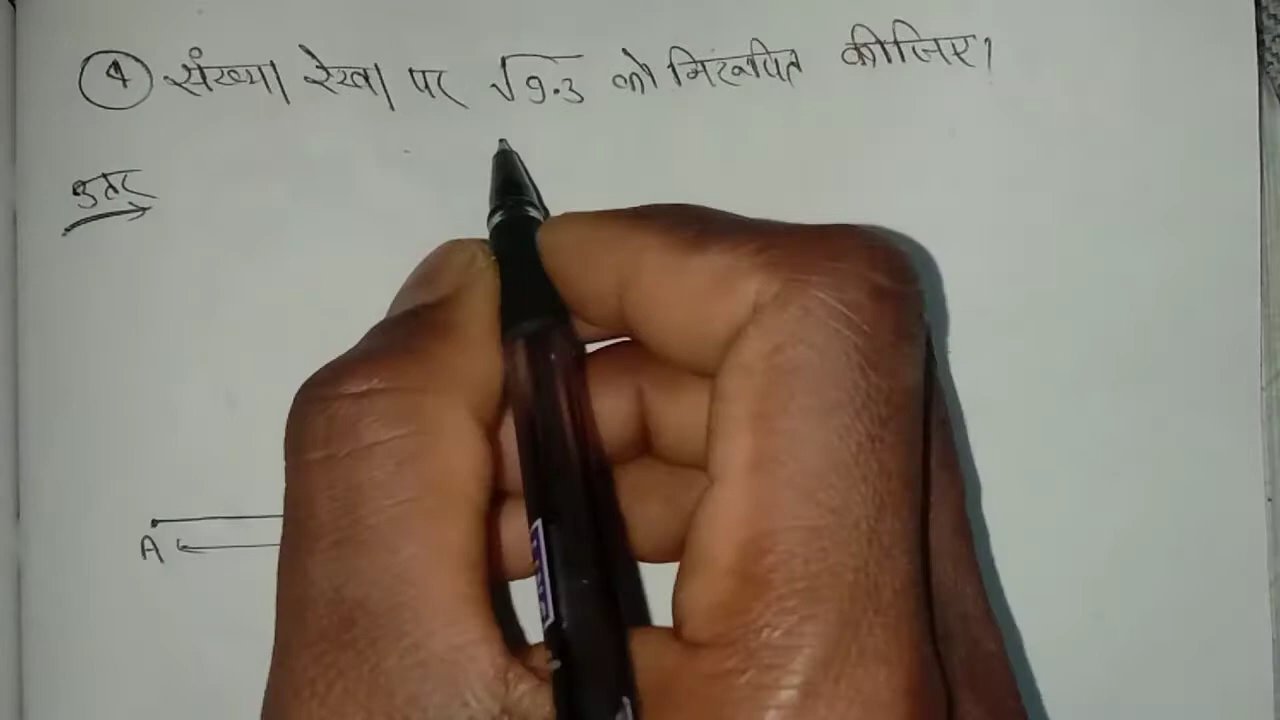 ④ संख्या रेखा पर √9.3 को निरूपित कीजिए।
उत्तर
A